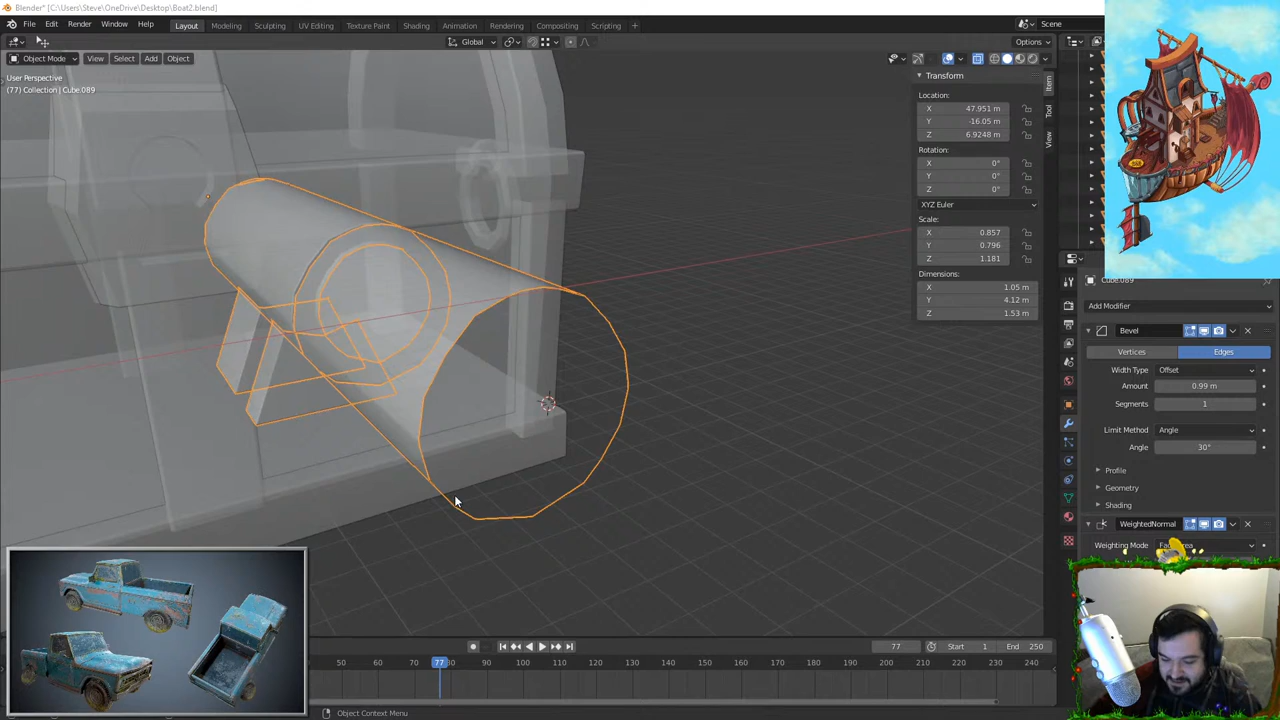 Blender* [C:\Users\Steve\OneDrive\Desktop\Boat2.blend]
File Edit Render Window Help Layout Modeling Sculpting UV Editing Texture Paint Shading Animation Rendering Compositing Scripting + Scene
Global Options
Object Mode View Select Add Object
User Perspective
(77) Collection | Cube.089
Transform
Location:
X 47.951 m
Y -16.05 m
Z 6.9248 m
Rotation:
X 0°
Y 0°
Z 0°
XYZ Euler
Scale:
X 0.857
Y 0.796
Z 1.181
Dimensions:
X 1.05 m
Y 4.12 m
Z 1.53 m
Item
Tool
View
Cube.089
Add Modifier
Bevel
Vertices Edges
Width Type Offset
Amount 0.99 m
Segments 1
Limit Method Angle
Angle 30°
Profile
Geometry
Shading
WeightedNormal
Weighting Mode
77 Start 1 End 250
50 60 70 77 80 90 100 110 120 130 140 150 160 170 180 190 200 210 220 230 240
Object Context Menu